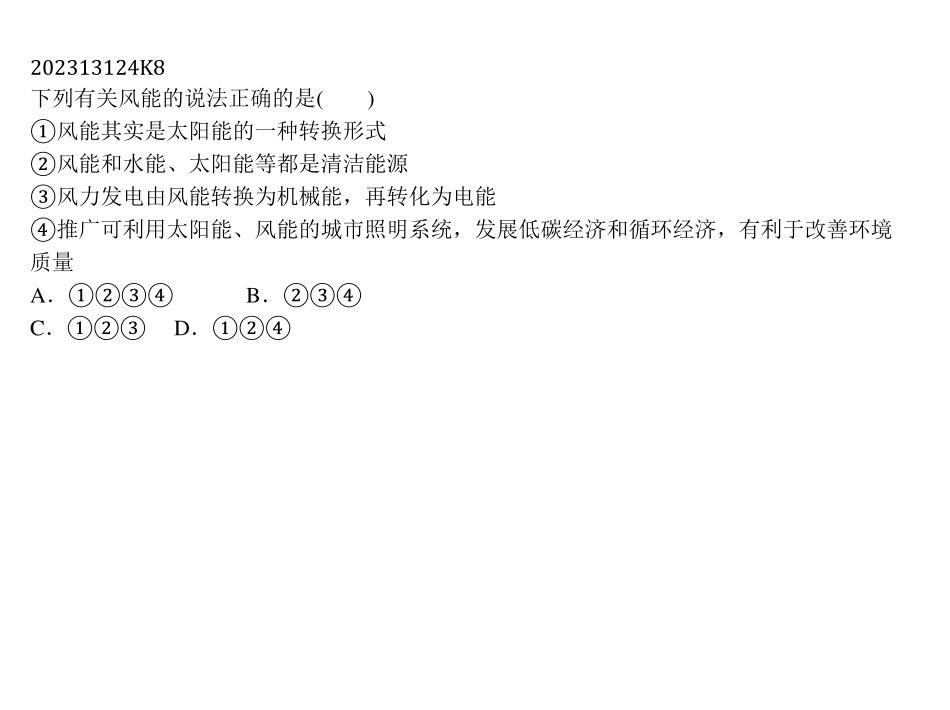 202313124K8
下列有关风能的说法正确的是(　　)
①风能其实是太阳能的一种转换形式
②风能和水能、太阳能等都是清洁能源
③风力发电由风能转换为机械能，再转化为电能
④推广可利用太阳能、风能的城市照明系统，发展低碳经济和循环经济，有利于改善环境
质量
A．①②③④　　　B．②③④
C．①②③　D．①②④